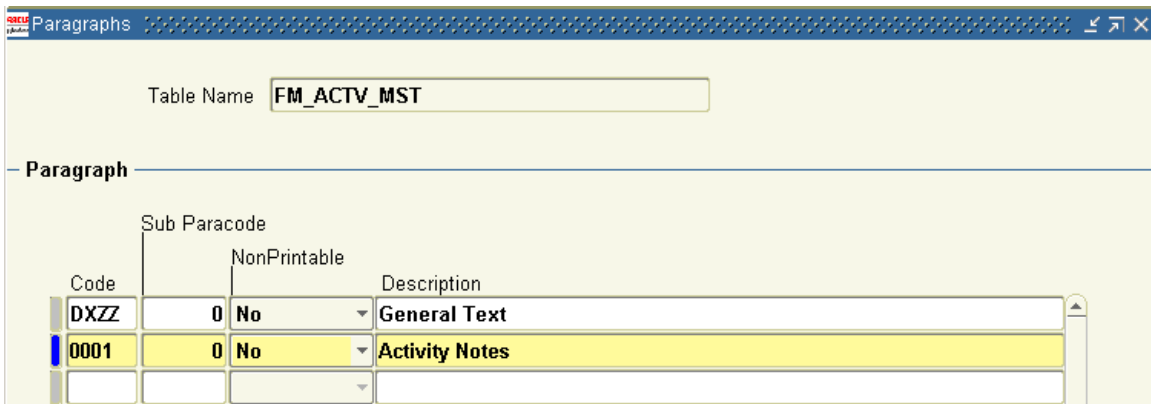 Paragraphs
Table Name FM_ACTV_MST
Paragraph
Sub Paracode
NonPrintable
Code Description
DXZZ 0 No General Text
0001 0 No Activity Notes